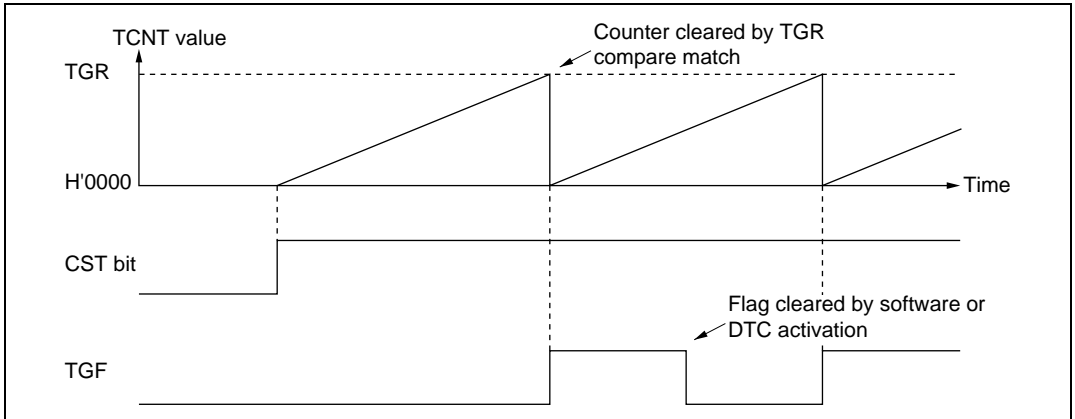 TCNT value
Counter cleared by TGR
compare match
TGR
H'0000
Time
CST bit
Flag cleared by software or
DTC activation
TGF